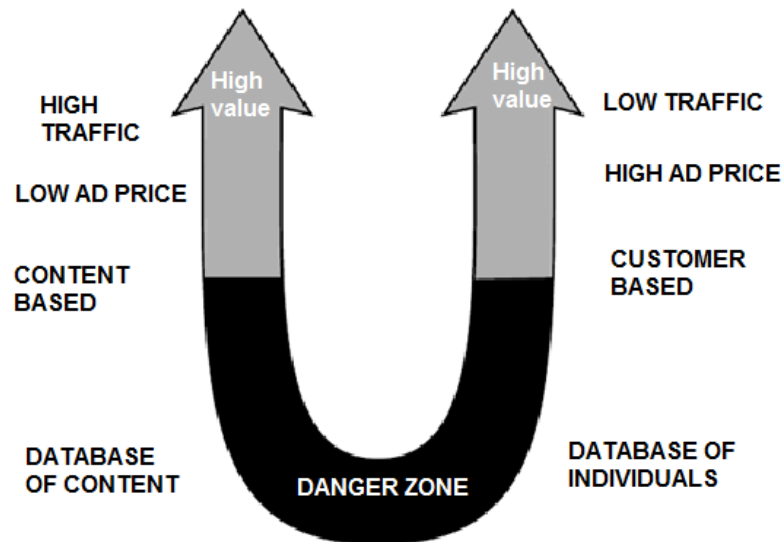 High
value
High
value
HIGH
TRAFFIC
LOW TRAFFIC
LOW AD PRICE
HIGH AD PRICE
CONTENT
BASED
CUSTOMER
BASED
DATABASE
OF CONTENT
DANGER ZONE
DATABASE OF
INDIVIDUALS